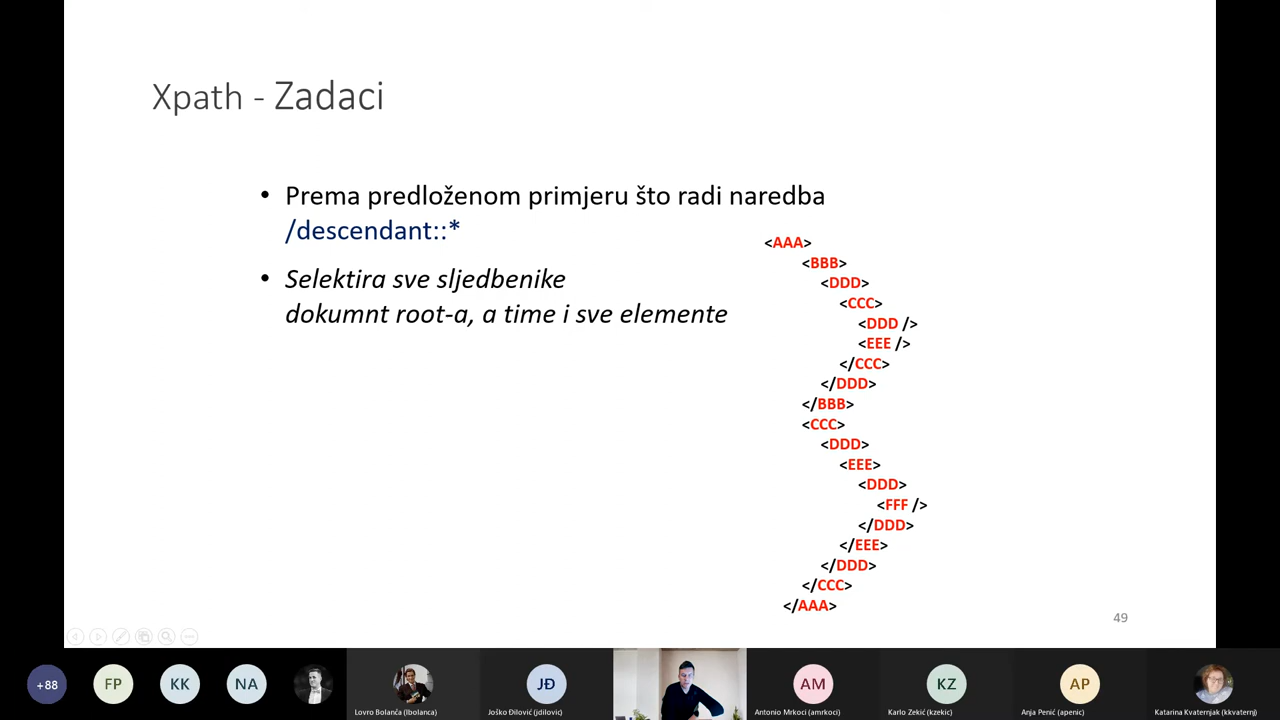 Xpath - Zadaci
• Prema predloženom primjeru što radi naredba
/descendant::*
• Selektira sve sljedbenike
dokumnt root-a, a time i sve elemente
<AAA>
<BBB>
<DDD>
<CCC>
<DDD />
<EEE />
</CCC>
</DDD>
</BBB>
<CCC>
<DDD>
<EEE>
<DDD>
<FFF />
</DDD>
</EEE>
</DDD>
</CCC>
</AAA>
49
+88
FP
KK
NA
Lovro Bolanča (lbolanca)
JĐ
Joško Đilović (jdilovic)
AM
Antonio Mrkoci (amrkoci)
KZ
Karlo Zekić (kzekic)
AP
Anja Penić (apenic)
Katarina Kvaternjak (kkvaternj)